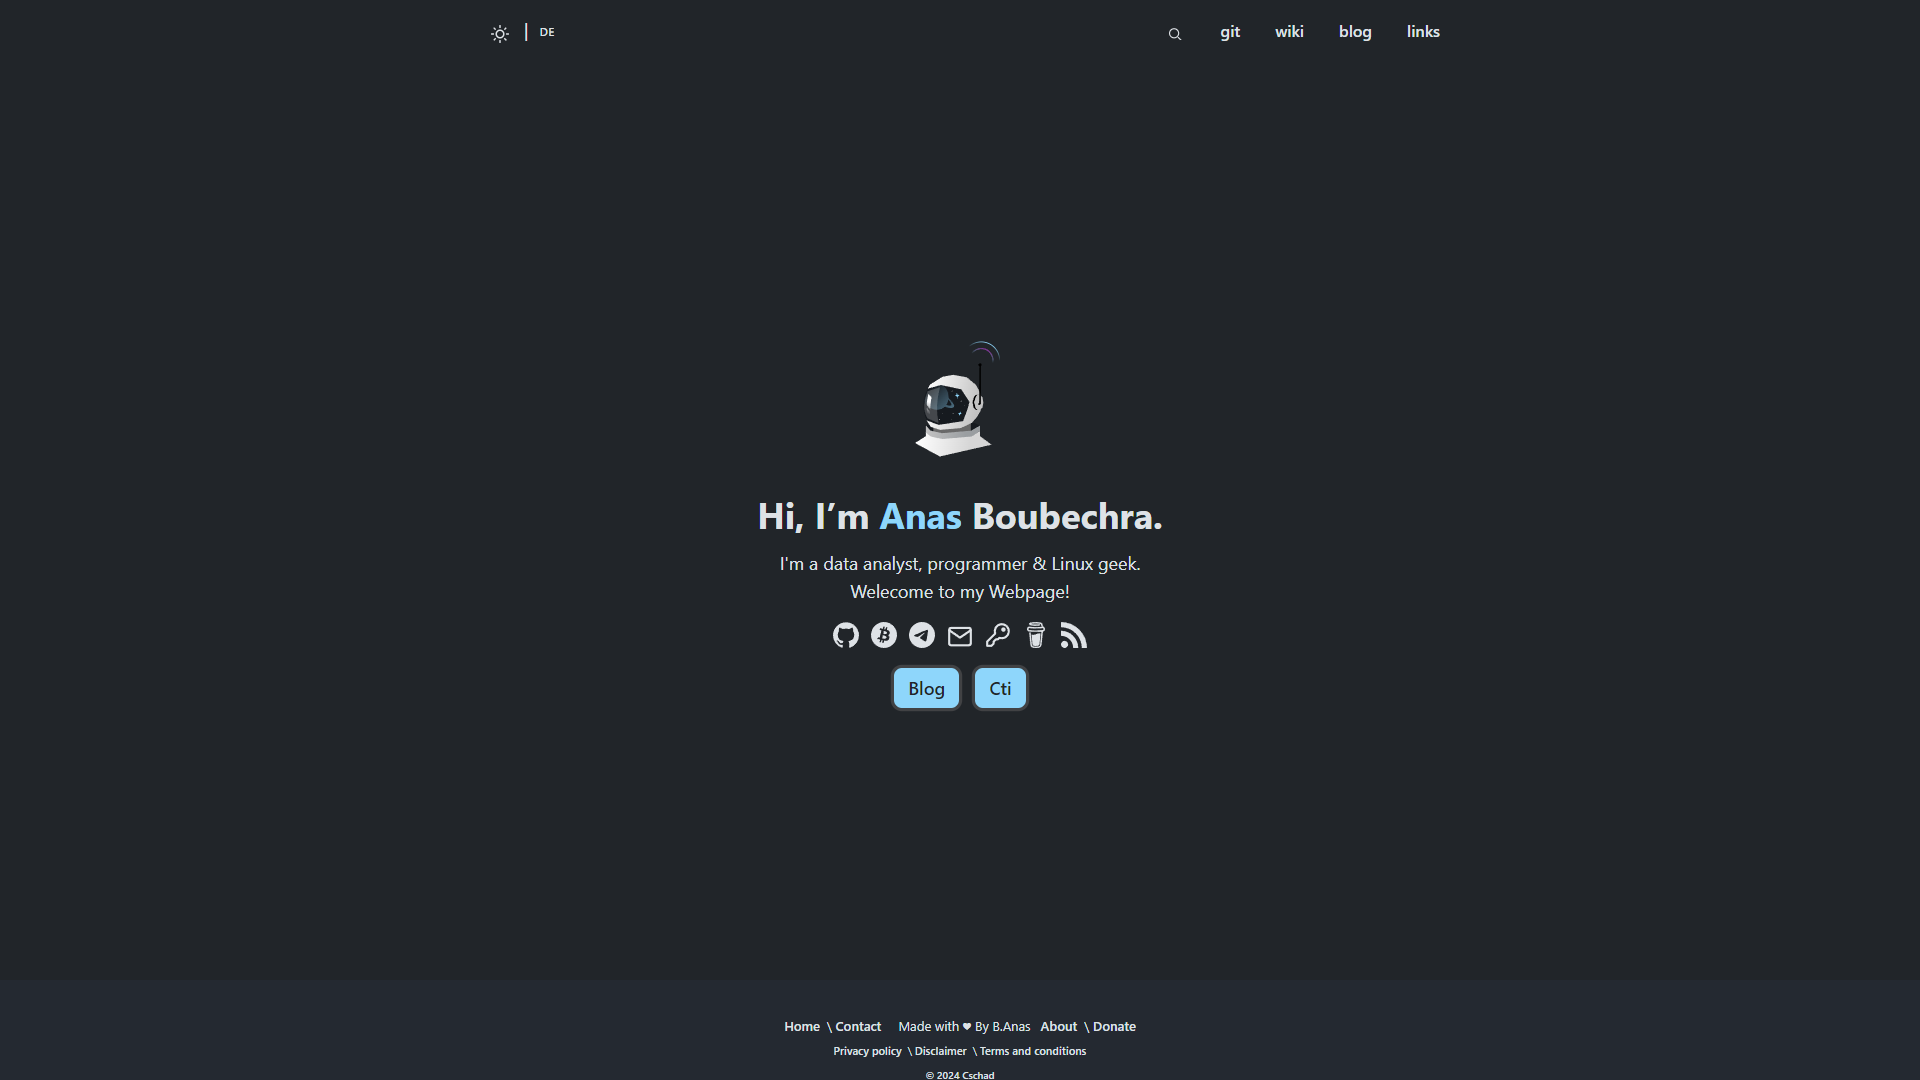 DE
git wiki blog links
Hi, I’m Anas Boubechra.
I'm a data analyst, programmer & Linux geek.
Welecome to my Webpage!
Blog Cti
Home \ Contact Made with ♥ By B.Anas About \ Donate
Privacy policy \ Disclaimer \ Terms and conditions
© 2024 Cschad